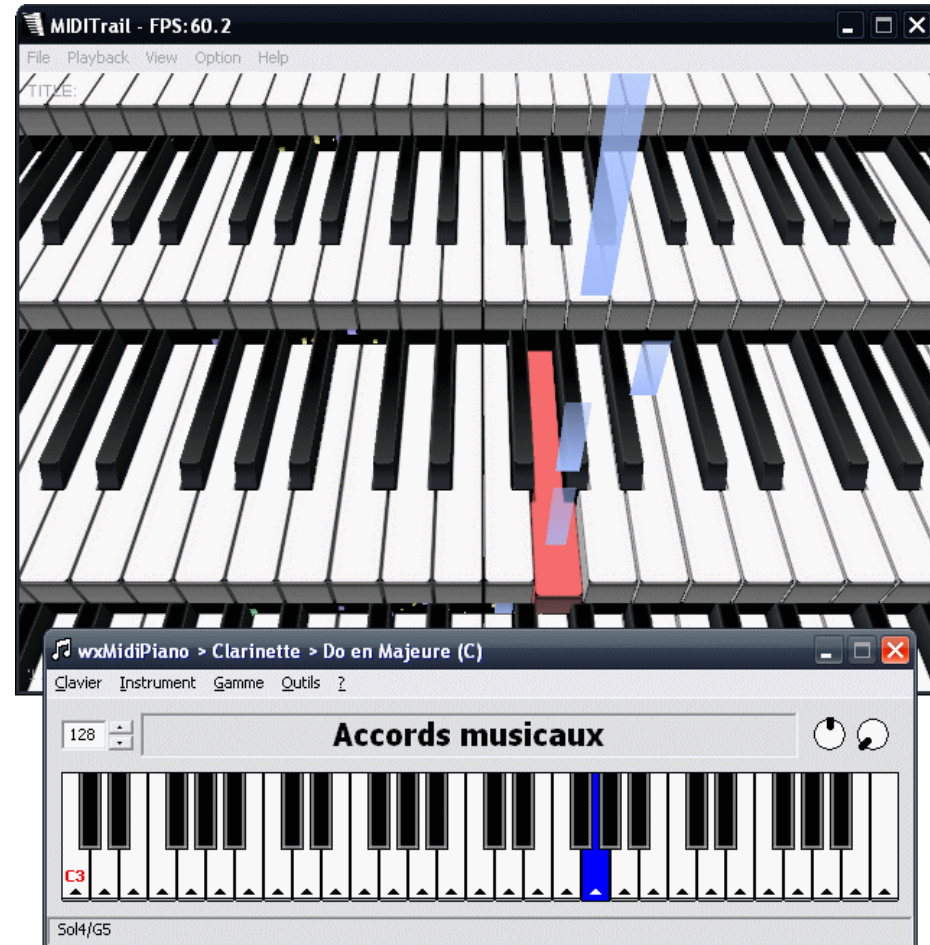 MIDITrail - FPS:60.2
File Playback View Option Help
TITLE:
wxMidiPiano > Clarinette > Do en Majeure (C)
Clavier Instrument Gamme Outils ?
128
Accords musicaux
C3
Sol4/G5